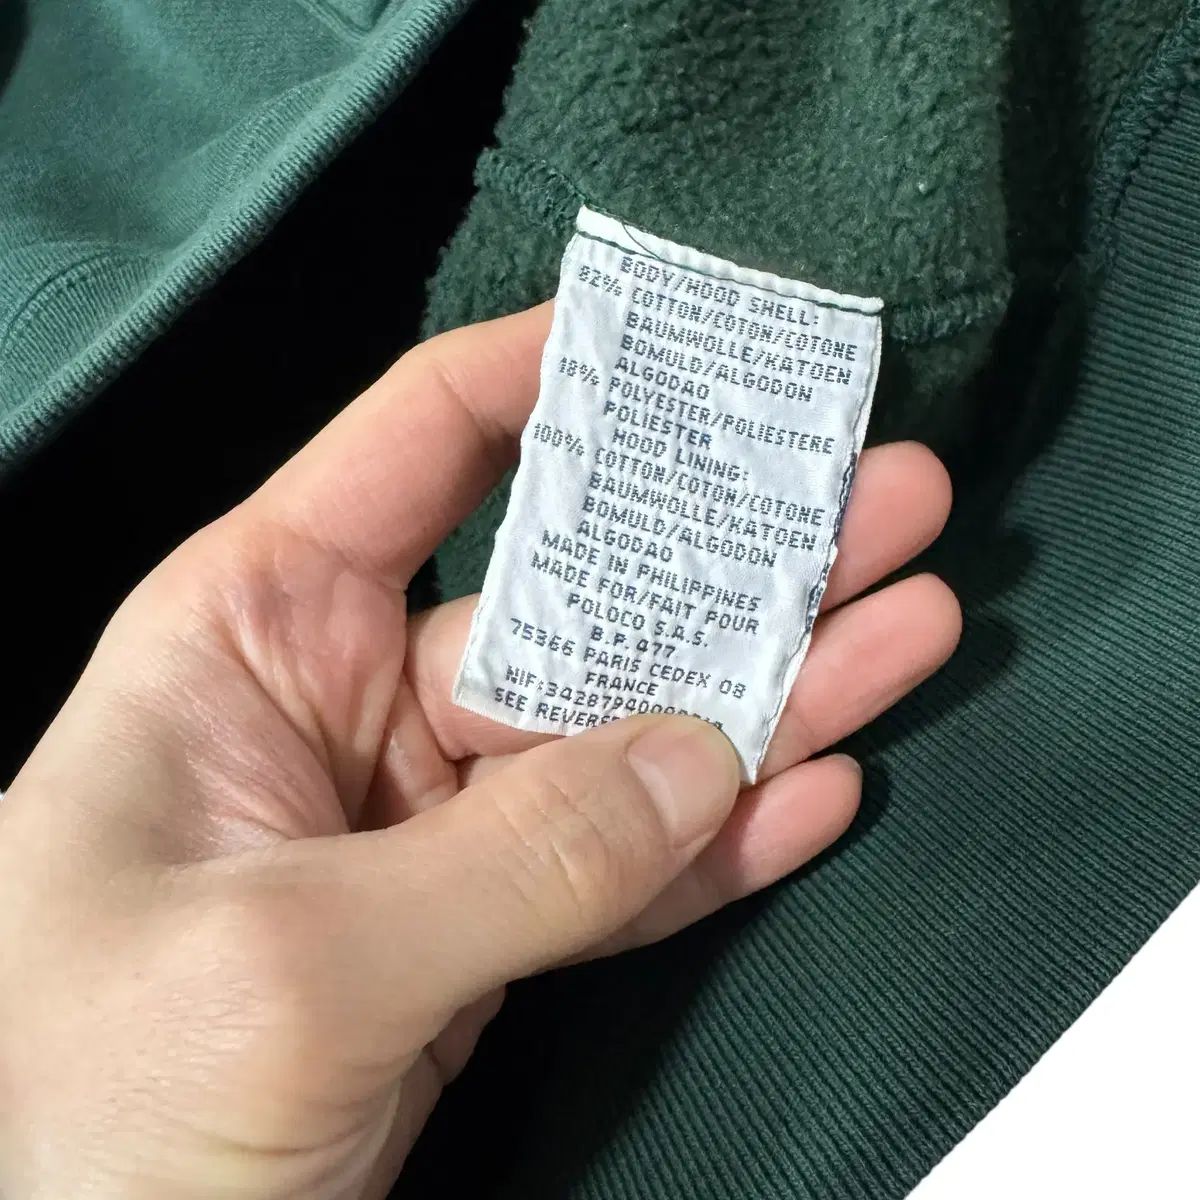 BODY/HOOD SHELL:
82% COTTON/COTON/COTONE
BAUMWOLLE/KATOEN
BOMULD/ALGODON
ALGODAO
18% POLYESTER/POLIESTERE
POLIESTER
HOOD LINING:
100% COTTON/COTON/COTONE
BAUMWOLLE/KATOEN
BOMULD/ALGODON
ALGODAO
MADE IN PHILIPPINES
MADE FOR/FAIT POUR
POLOCO S.A.S.
B.P. 477
75366 PARIS CEDEX 08
FRANCE
SEE